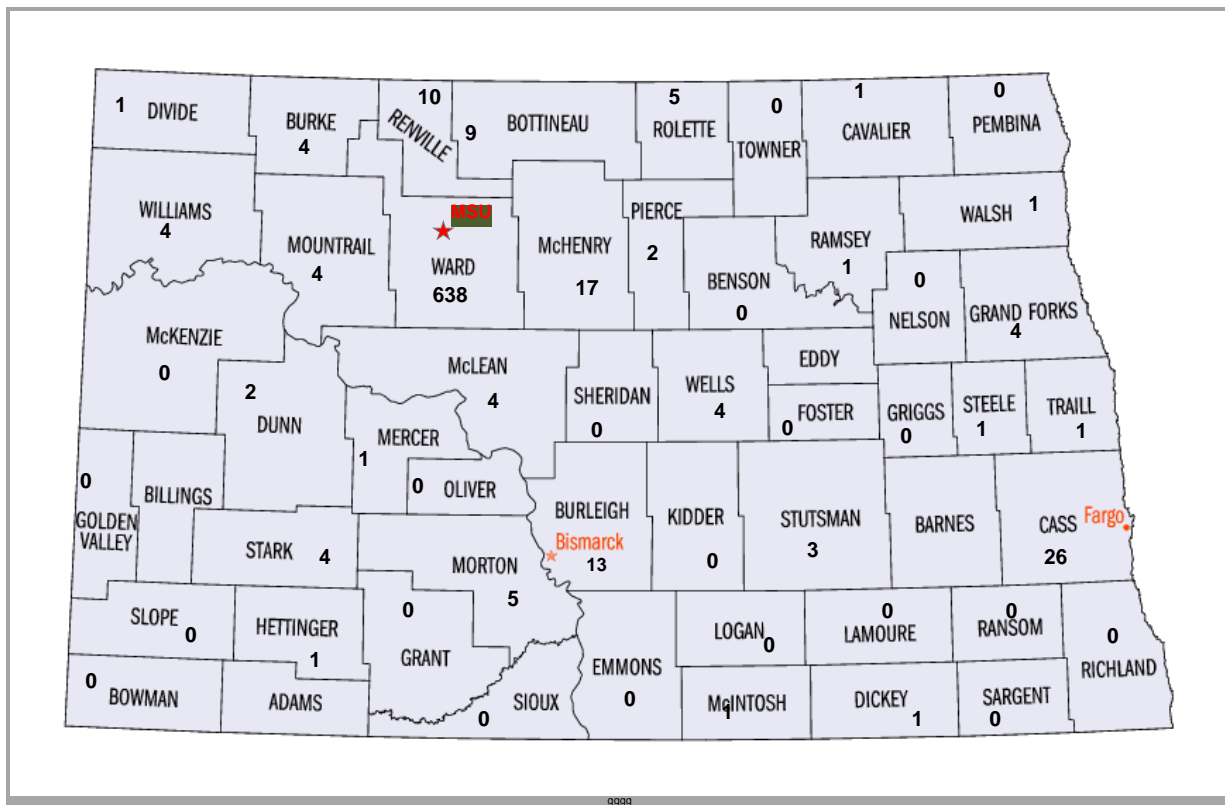 1 DIVIDE
BURKE
4
10
RENVILLE
9 BOTTINEAU
5
ROLETTE
0
TOWNER
1
CAVALIER
0
PEMBINA
WILLIAMS
4
MOUNTRAIL
4
MSU
WARD
638
McHENRY
17
PIERCE
2
BENSON
0
RAMSEY
1
WALSH 1
0
NELSON
GRAND FORKS
4
McKENZIE
0
2
DUNN
McLEAN
4
SHERIDAN
0
WELLS
4
EDDY
FOSTER
0
GRIGGS
0
STEELE
1
TRAILL
1
MERCER
1
0 OLIVER
0
GOLDEN
VALLEY
BILLINGS
STARK 4
MORTON
5
BURLEIGH
Bismarck
13
KIDDER
0
STUTSMAN
3
BARNES
CASS
Fargo
26
SLOPE
0
HETTINGER
1
0
GRANT
EMMONS
0
LOGAN
0
0
LAMOURE
0
RANSOM
0
RICHLAND
0
BOWMAN
ADAMS
SIOUX
0
McINTOSH
1
DICKEY
1
SARGENT
0
gggg